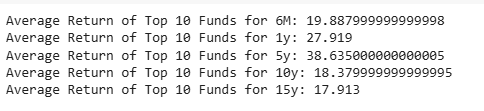 Average Return of Top 10 Funds for 6M: 19.887999999999998
Average Return of Top 10 Funds for 1y: 27.919
Average Return of Top 10 Funds for 5y: 38.635000000000005
Average Return of Top 10 Funds for 10y: 18.379999999999995
Average Return of Top 10 Funds for 15y: 17.913